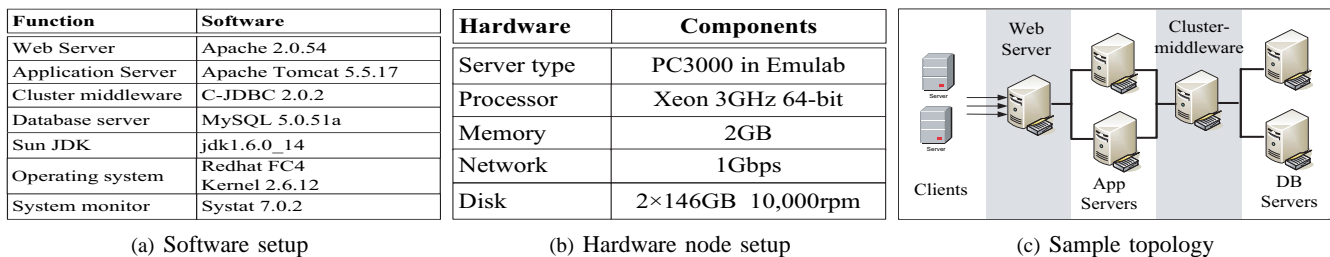 Function Software
Web Server Apache 2.0.54
Application Server Apache Tomcat 5.5.17
Cluster middleware C-JDBC 2.0.2
Database server MySQL 5.0.51a
Sun JDK jdk1.6.0_14
Operating system Redhat FC4
Kernel 2.6.12
System monitor Systat 7.0.2
(a) Software setup
Hardware Components
Server type PC3000 in Emulab
Processor Xeon 3GHz 64-bit
Memory 2GB
Network 1Gbps
Disk 2×146GB 10,000rpm
(b) Hardware node setup
Web
Server
Cluster-
middleware
Server
Server
Clients
App
Servers
DB
Servers
(c) Sample topology